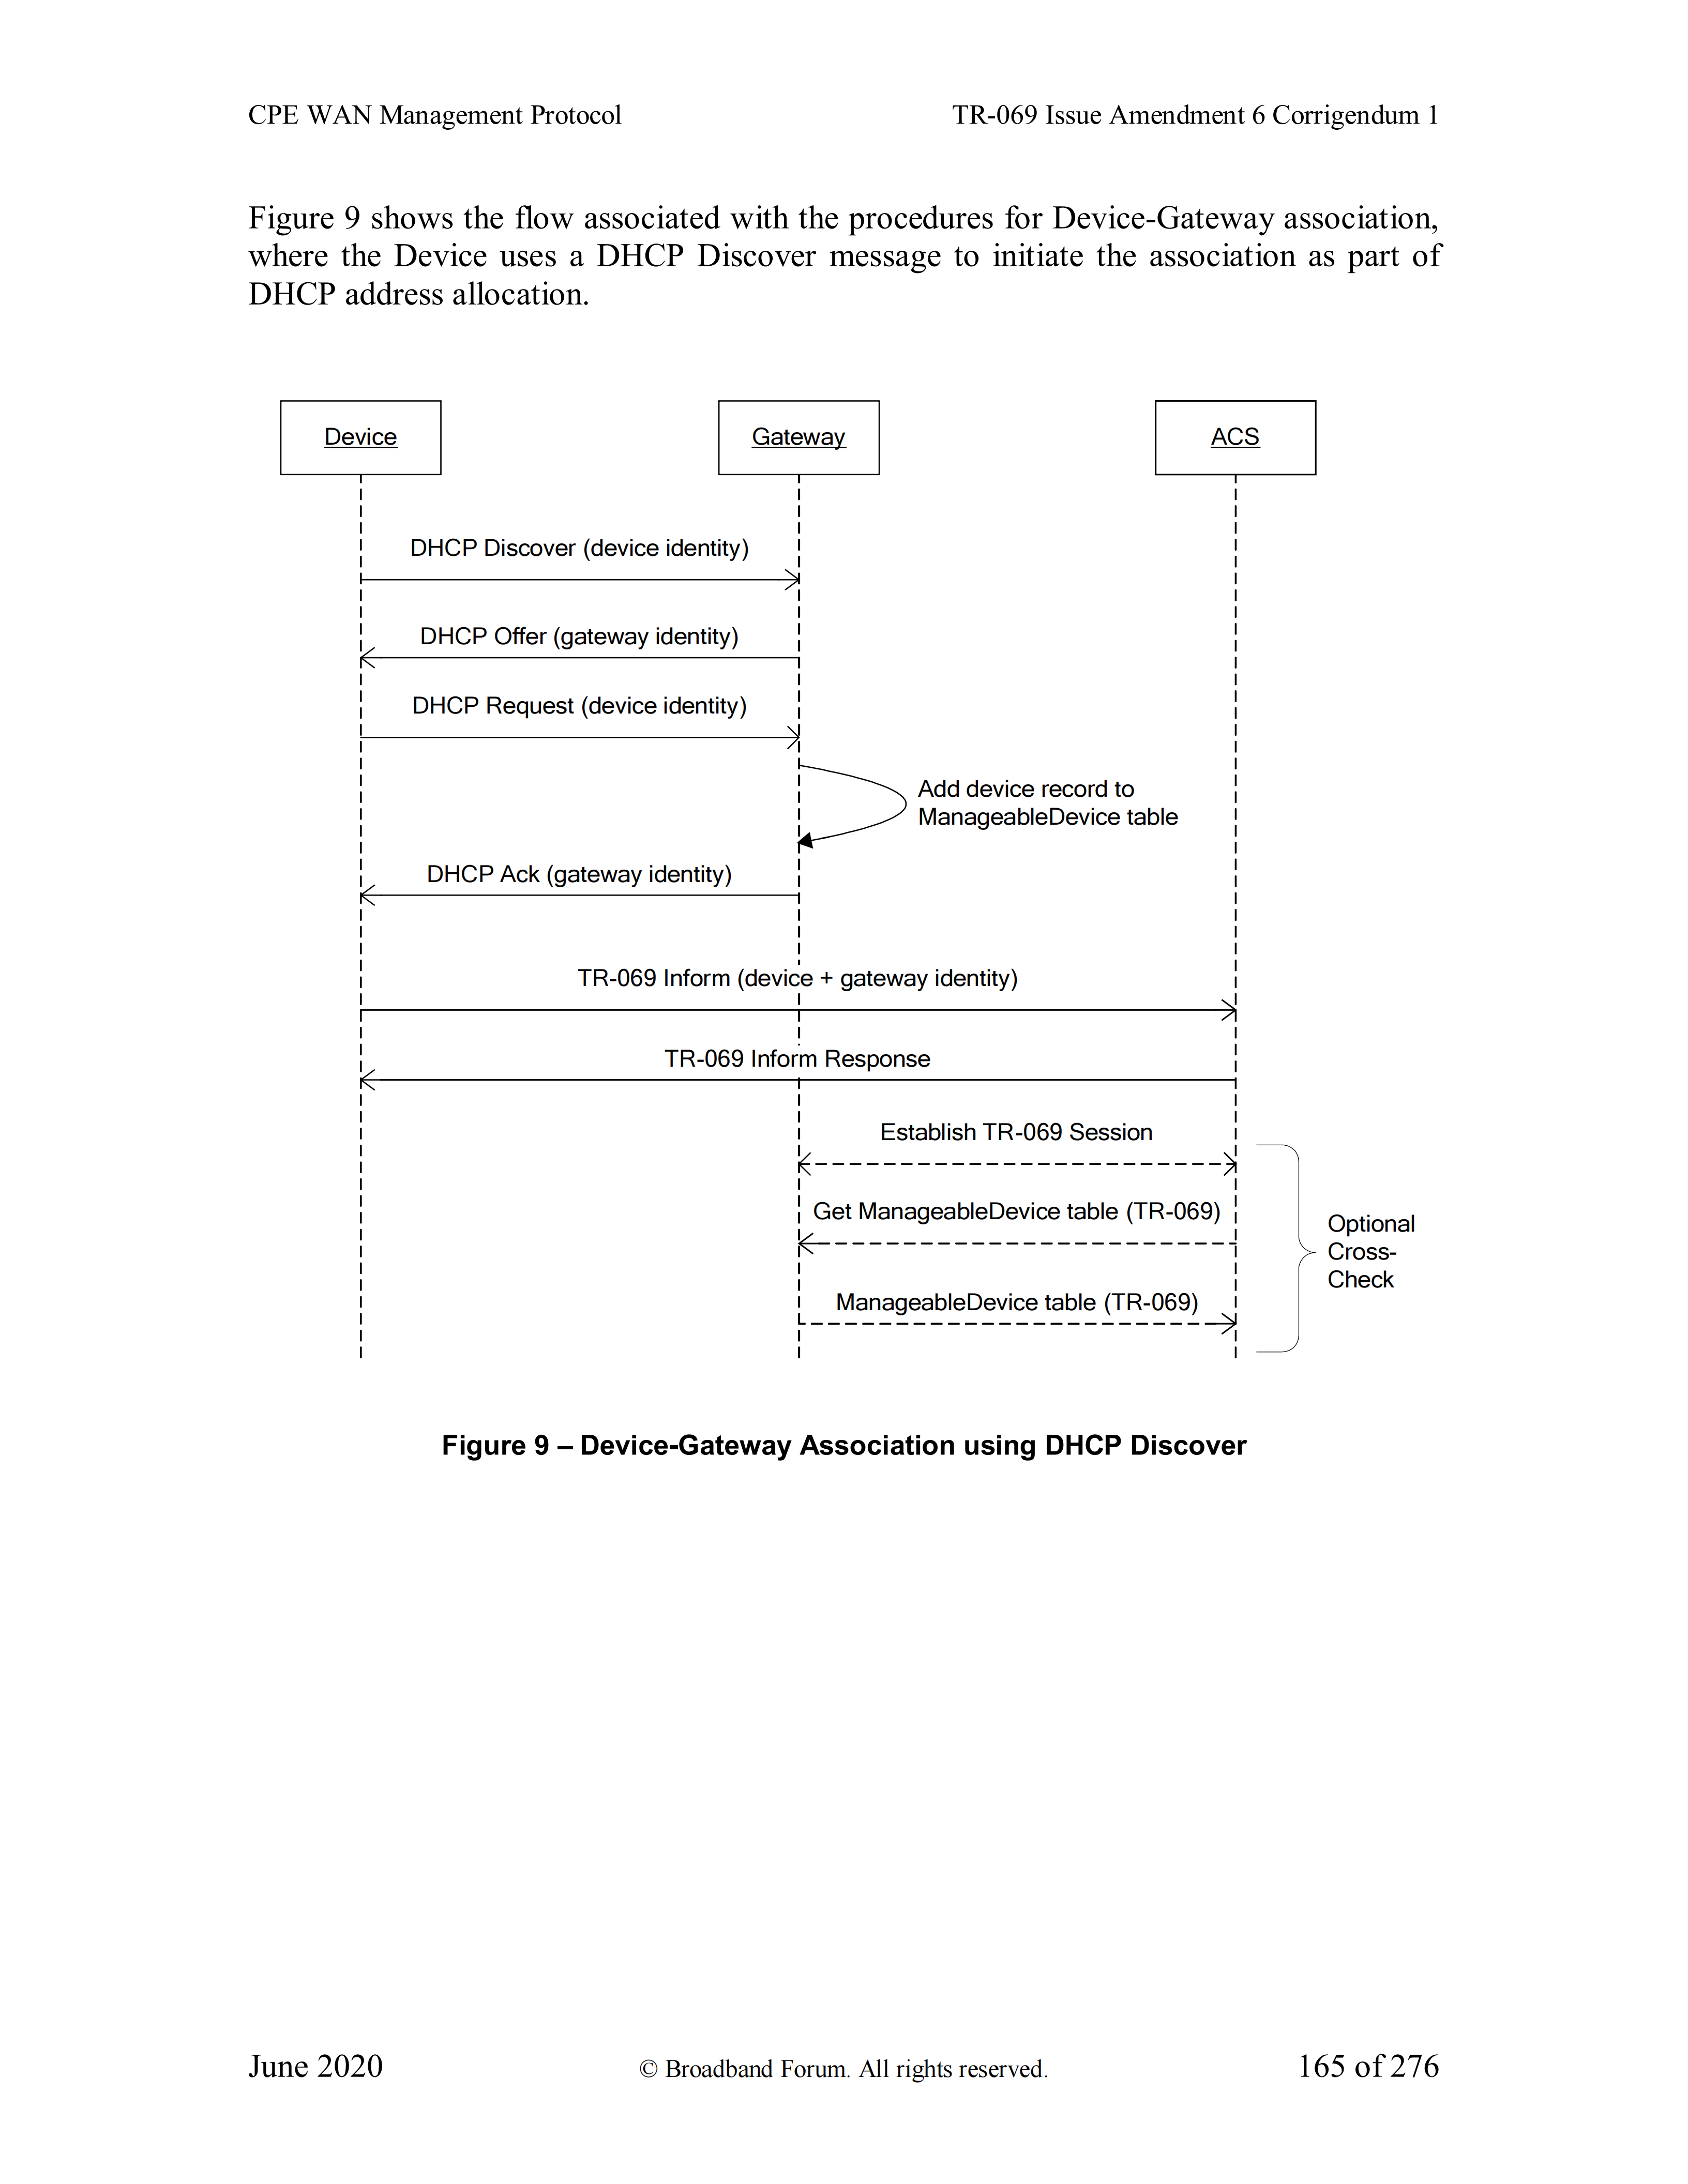 CPE WAN Management Protocol
TR-069 Issue Amendment 6 Corrigendum 1
Figure 9 shows the flow associated with the procedures for Device-Gateway association,
where the Device uses a DHCP Discover message to initiate the association as part of
DHCP address allocation.
Device
Gateway
ACS
DHCP Discover (device identity)
DHCP Offer (gateway identity)
DHCP Request (device identity)
Add device record to
ManageableDevice table
DHCP Ack (gateway identity)
TR-069 Inform (device + gateway identity)
TR-069 Inform Response
Establish TR-069 Session
Get ManageableDevice table (TR-069)
ManageableDevice table (TR-069)
Optional
Cross-
Check
Figure 9 – Device-Gateway Association using DHCP Discover
June 2020
© Broadband Forum. All rights reserved.
165 of 276